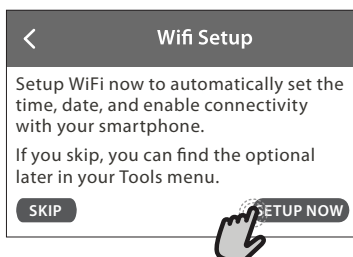 Wifi Setup
Setup WiFi now to automatically set the
time, date, and enable connectivity
with your smartphone.
If you skip, you can find the optional
later in your Tools menu.
SKIP
SETUP NOW